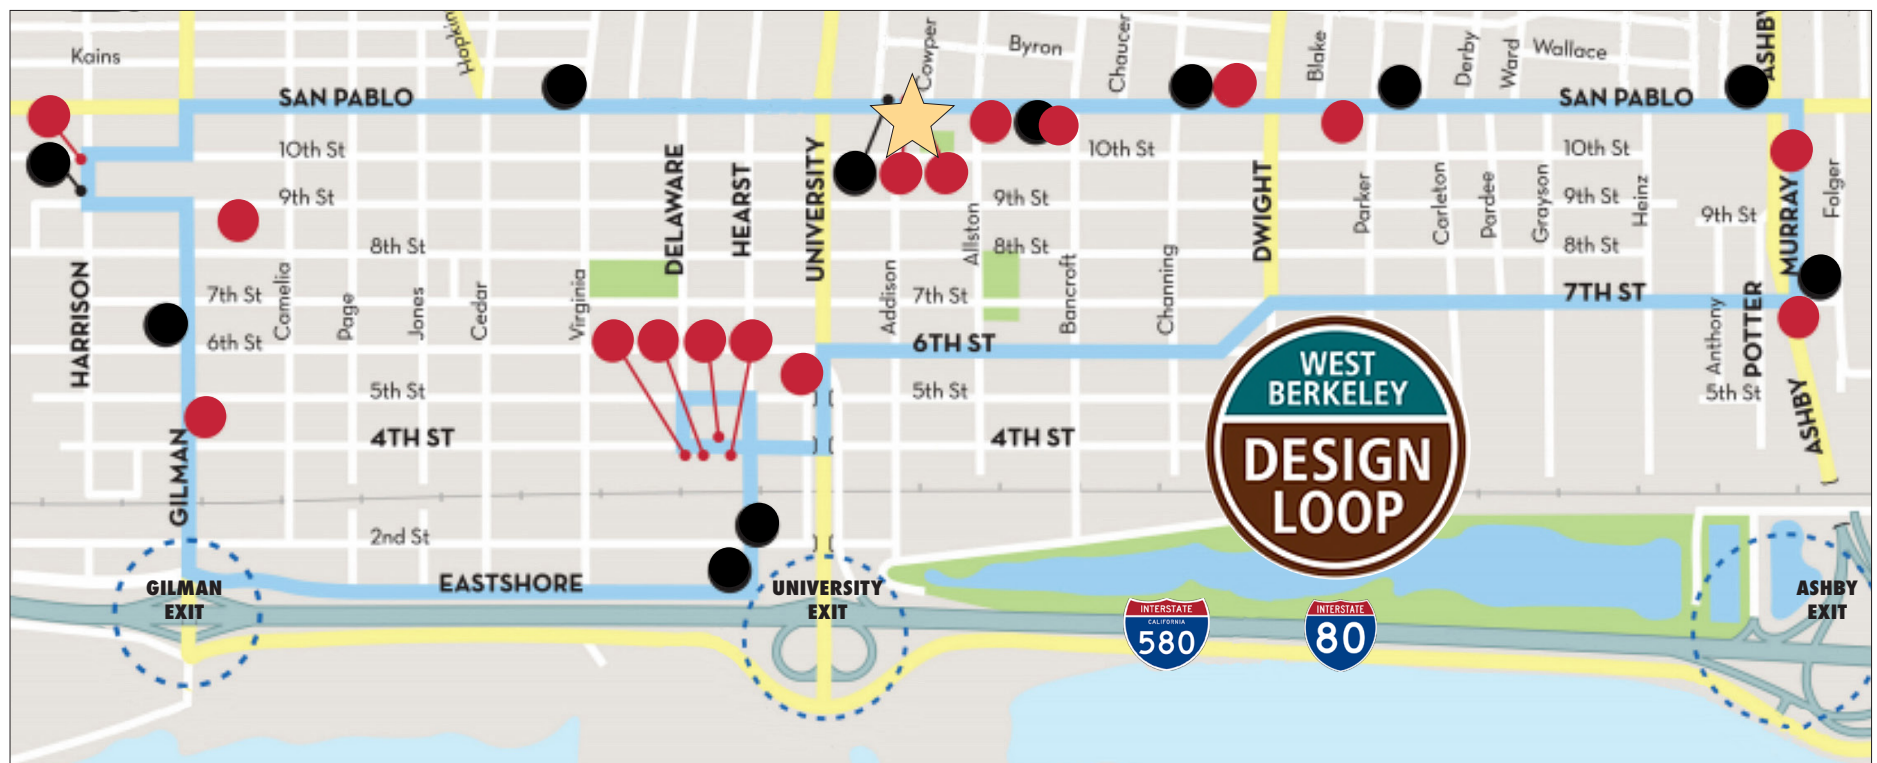 Kains
Hopkin
Cowper
Byron
Chaucer
Blake
Derby
Ward
Wallace
ASHBY
SAN PABLO
SAN PABLO
10th St
10th St
10th St
9th St
9th St
9th St
9th St
8th St
8th St
8th St
7th St
7th St
7TH ST
6th St
6TH ST
5th St
5th St
5th St
4TH ST
4TH ST
2nd St
EASTSHORE
HARRISON
GILMAN
Camelia
Page
Jones
Cedar
Virginia
DELAWARE
HEARST
UNIVERSITY
Addison
Allston
Bancroft
Channing
DWIGHT
Parker
Carleton
Pardee
Grayson
Heinz
Anthony
POTTER
MURRAY
Folger
ASHBY
WEST
BERKELEY
DESIGN
LOOP
GILMAN
EXIT
UNIVERSITY
EXIT
ASHBY
EXIT
INTERSTATE
CALIFORNIA
580
INTERSTATE
80